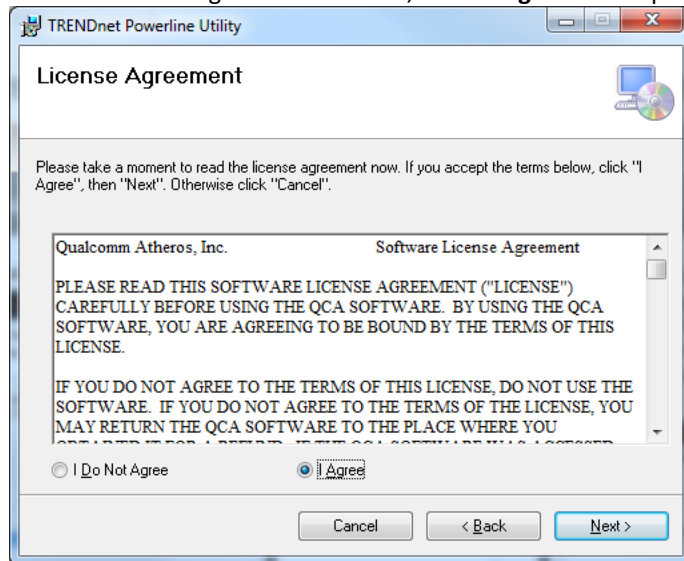 TRENDnet Powerline Utility
License Agreement
Please take a moment to read the license agreement now. If you accept the terms below, click "I
Agree", then "Next". Otherwise click "Cancel".
Qualcomm Atheros, Inc. Software License Agreement
PLEASE READ THIS SOFTWARE LICENSE AGREEMENT ("LICENSE")
CAREFULLY BEFORE USING THE QCA SOFTWARE. BY USING THE QCA
SOFTWARE, YOU ARE AGREEING TO BE BOUND BY THE TERMS OF THIS
LICENSE.
IF YOU DO NOT AGREE TO THE TERMS OF THIS LICENSE, DO NOT USE THE
SOFTWARE. IF YOU DO NOT AGREE TO THE TERMS OF THE LICENSE, YOU
MAY RETURN THE QCA SOFTWARE TO THE PLACE WHERE YOU
I Do Not Agree
I Agree
Cancel
< Back
Next >